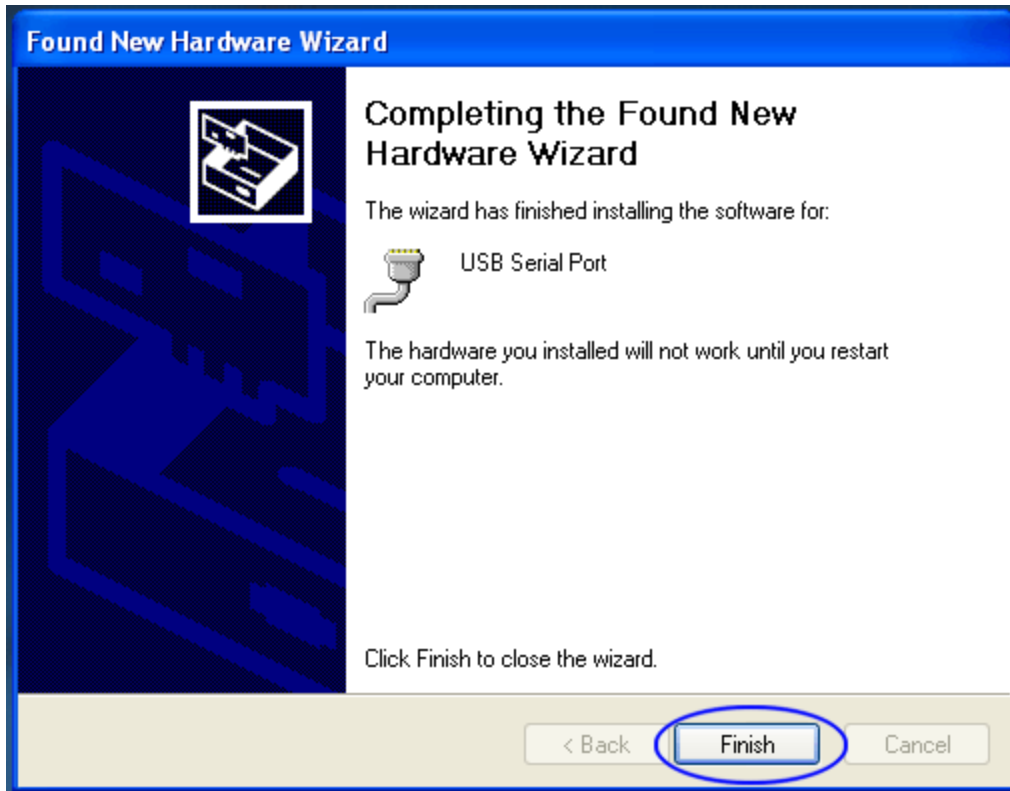 Found New Hardware Wizard
Completing the Found New
Hardware Wizard
The wizard has finished installing the software for:
USB Serial Port
The hardware you installed will not work until you restart
your computer.
Click Finish to close the wizard.
< Back
Finish
Cancel